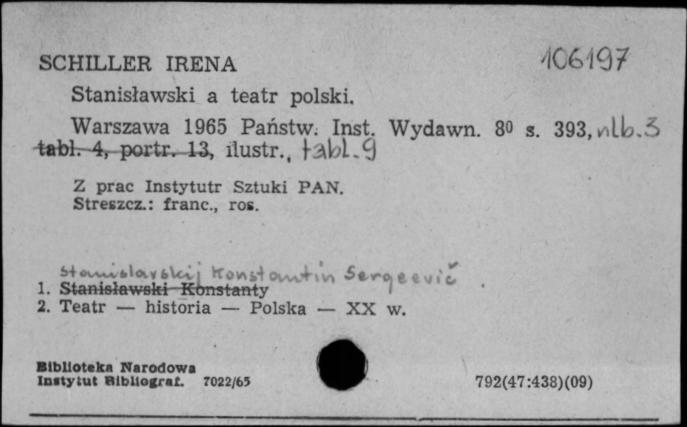 SCHILLER IRENA 106197
Stanisławski a teatr polski.
Warszawa 1965 Państw. Inst. Wydawn. 8⁰ s. 393, nlb. 3
tabl. 4, portr. 13, ilustr., tabl. 9
Z prac Instytutr Sztuki PAN.
Streszcz.: franc., ros.
Stanislavskij Konstantin Sergeevič
1. Stanisławski Konstanty
2. Teatr — historia — Polska — XX w.
Biblioteka Narodowa
Instytut Bibliograf. 7022/65 792(47:438)(09)